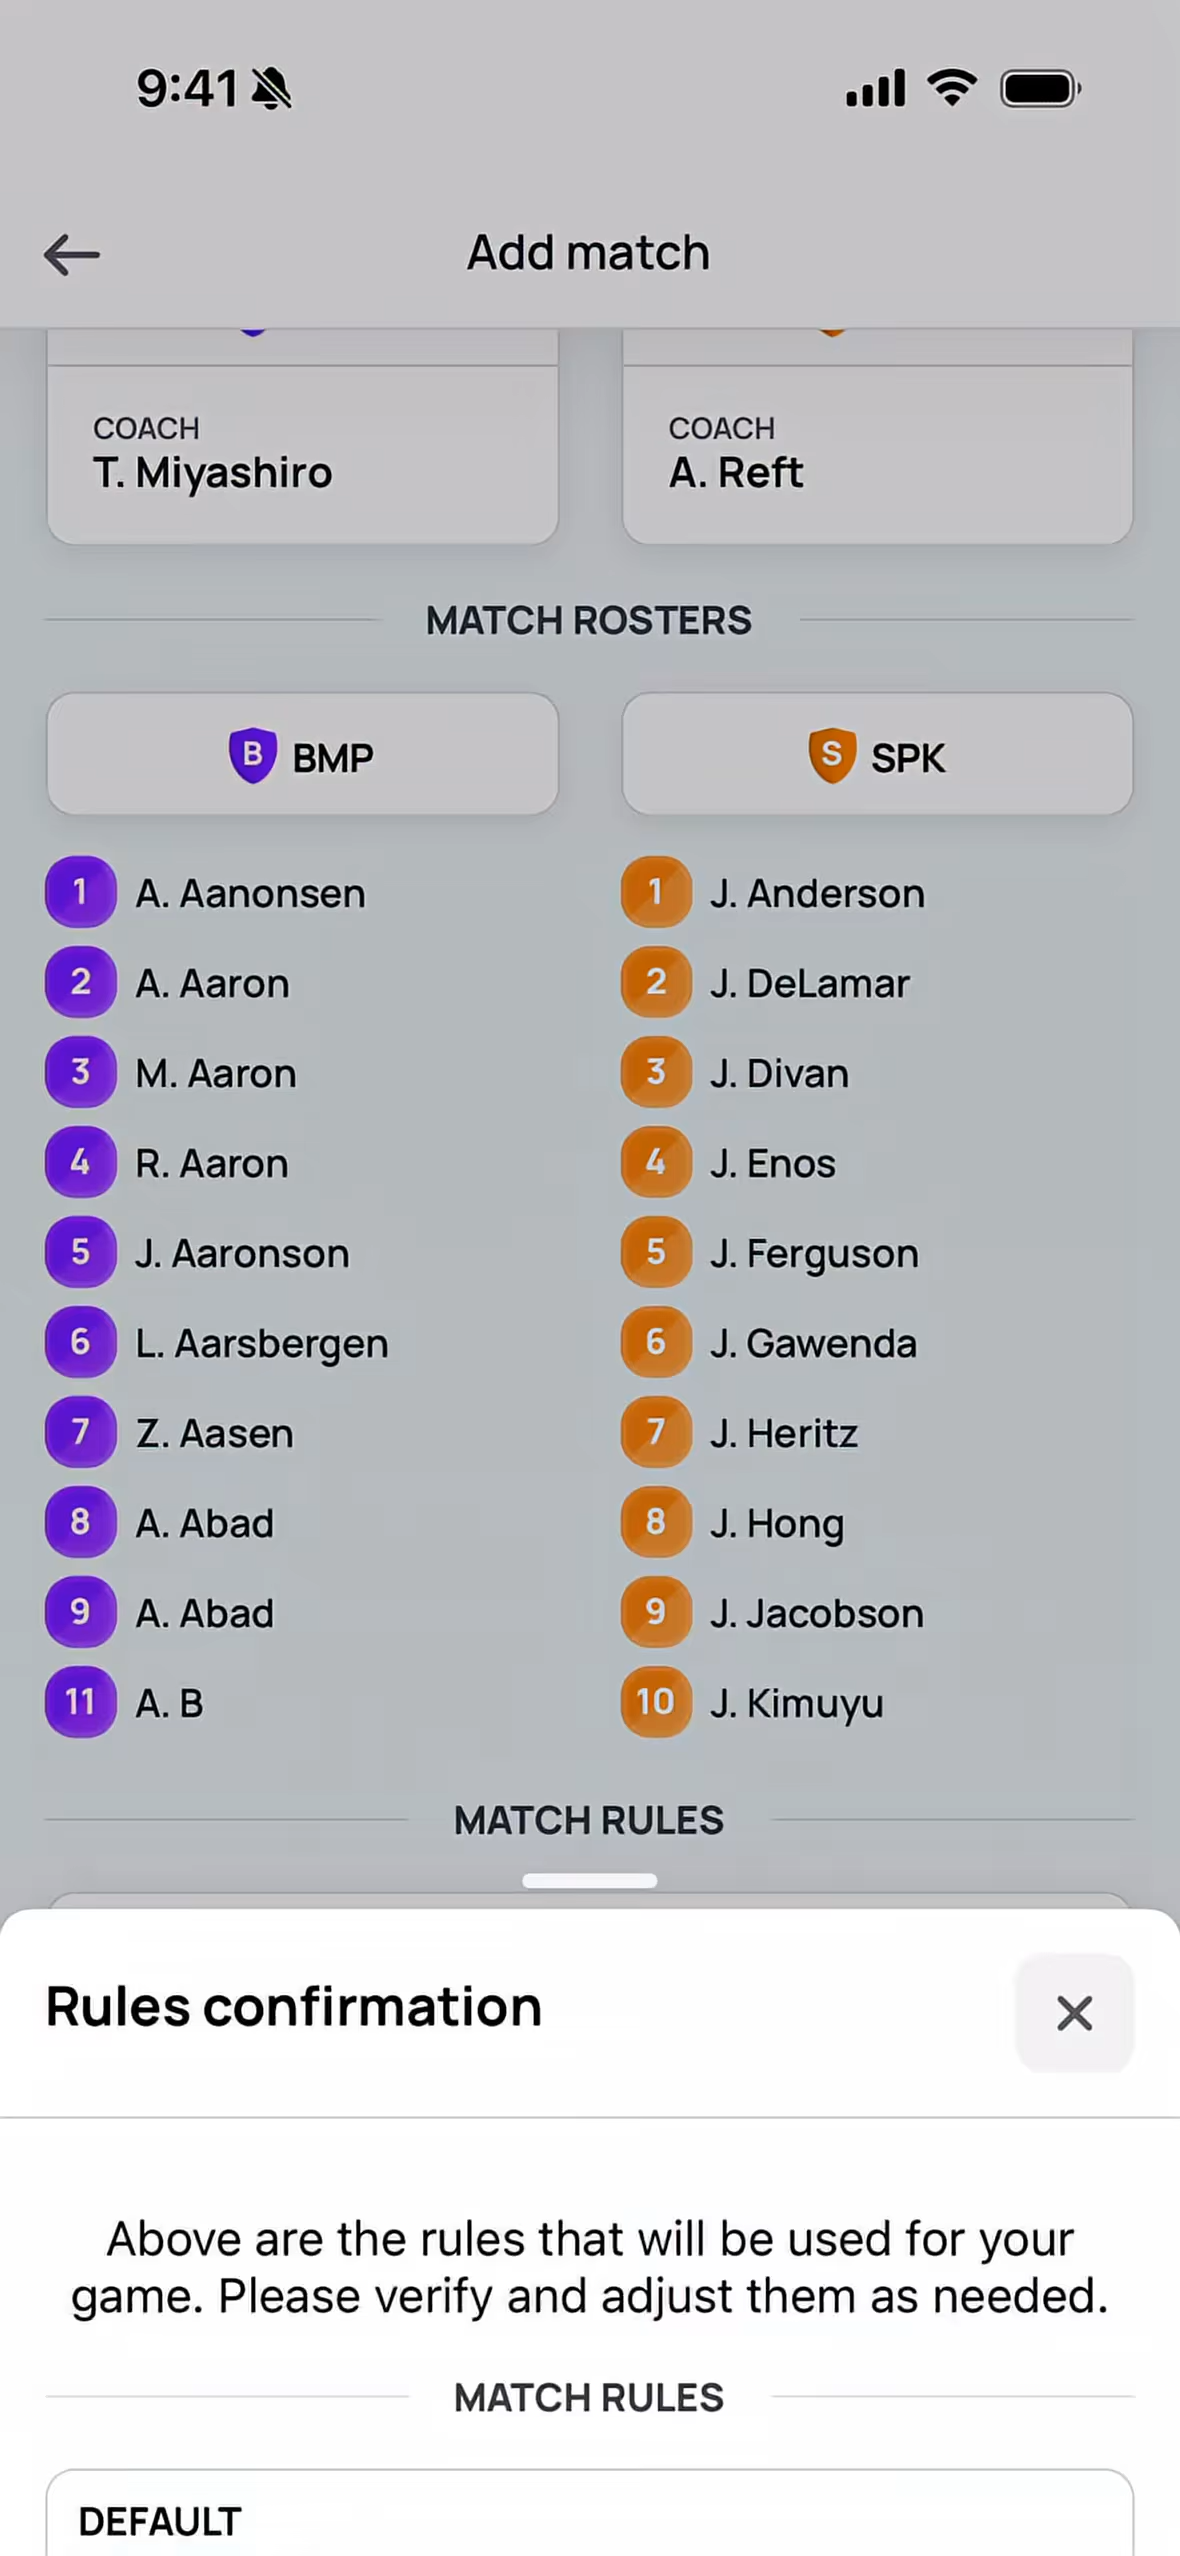 9:41
Add match
COACH
T. Miyashiro
COACH
A. Reft
MATCH ROSTERS
B BMP
S SPK
1 A. Aanonsen
1 J. Anderson
2 A. Aaron
2 J. DeLamar
3 M. Aaron
3 J. Divan
4 R. Aaron
4 J. Enos
5 J. Aaronson
5 J. Ferguson
6 L. Aarsbergen
6 J. Gawenda
7 Z. Aasen
7 J. Heritz
8 A. Abad
8 J. Hong
9 A. Abad
9 J. Jacobson
11 A. B
10 J. Kimuyu
MATCH RULES
Rules confirmation
Above are the rules that will be used for your
game. Please verify and adjust them as needed.
MATCH RULES
DEFAULT